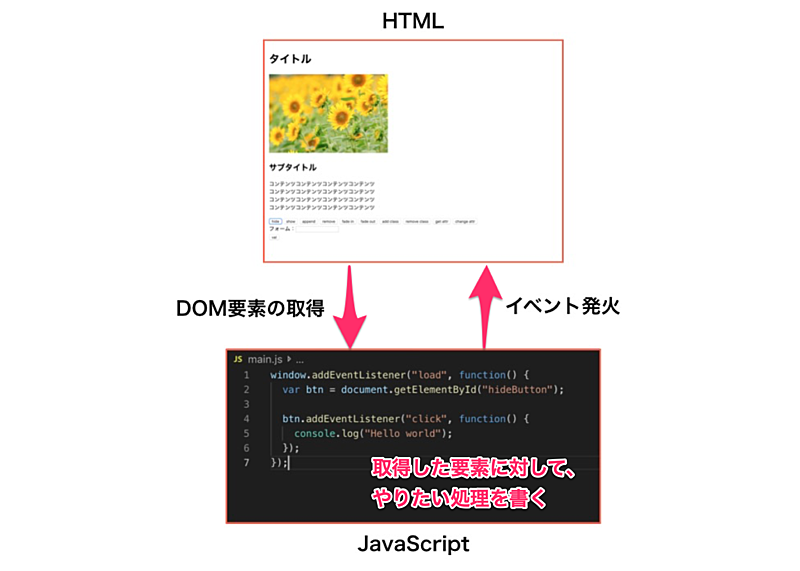 HTML
タイトル
サブタイトル
コンテンツコンテンツコンテンツコンテンツ
コンテンツコンテンツコンテンツコンテンツ
コンテンツコンテンツコンテンツコンテンツ
コンテンツコンテンツコンテンツコンテンツ
hide show append remove fade in fade out add class remove class get attr change attr
フォーム：
DOM要素の取得
イベント発火
JS main.js ...
1 window.addEventListener("load", function() {
2 var btn = document.getElementById("hideButton");
3
4 btn.addEventListener("click", function() {
5 console.log("Hello world");
6 });
7 });
取得した要素に対して、
やりたい処理を書く
JavaScript